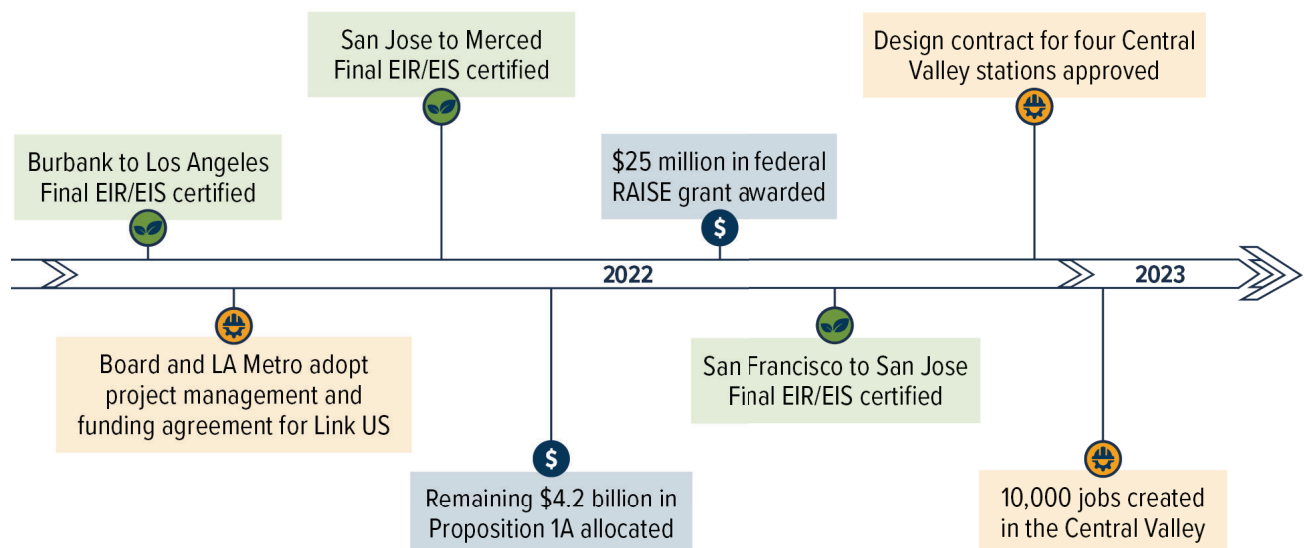 San Jose to Merced
Final EIR/EIS certified
Design contract for four Central
Valley stations approved
Burbank to Los Angeles
Final EIR/EIS certified
$25 million in federal
RAISE grant awarded
$
2022
2023
Board and LA Metro adopt
project management and
funding agreement for Link US
San Francisco to San Jose
Final EIR/EIS certified
$
Remaining $4.2 billion in
Proposition 1A allocated
10,000 jobs created
in the Central Valley